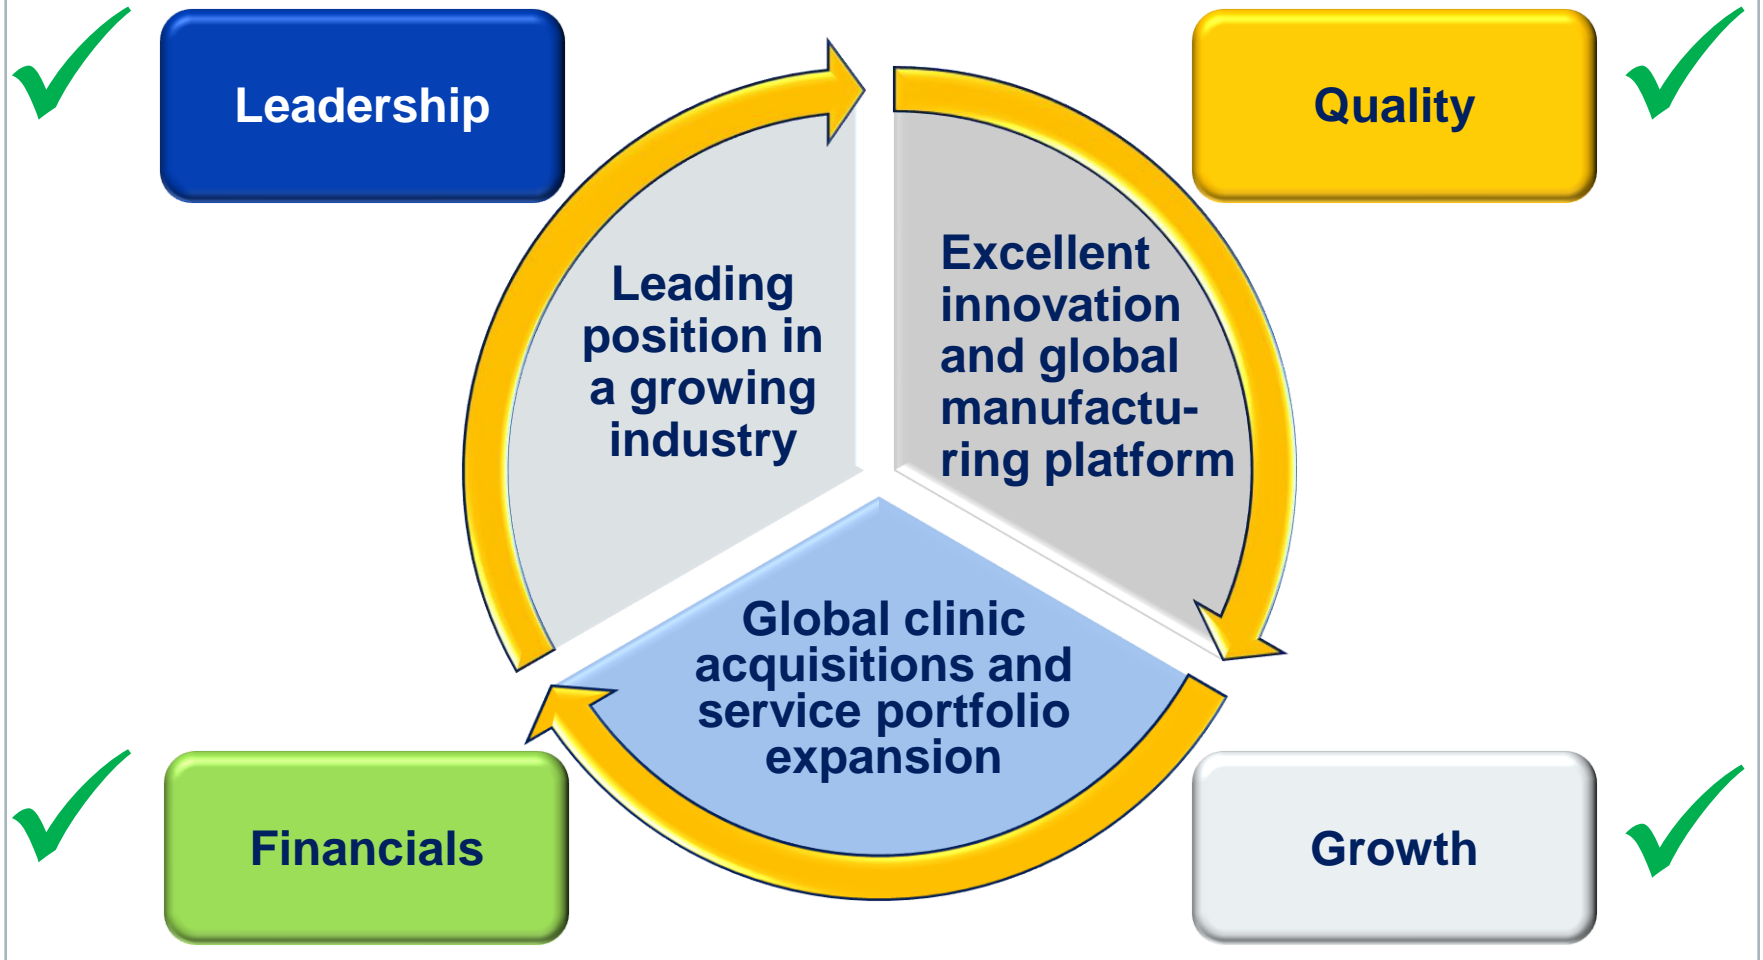 Leadership
Quality
Leading
position in
a growing
industry
Excellent
innovation
and global
manufactu-
ring platform
Global clinic
acquisitions and
service portfolio
expansion
Financials
Growth